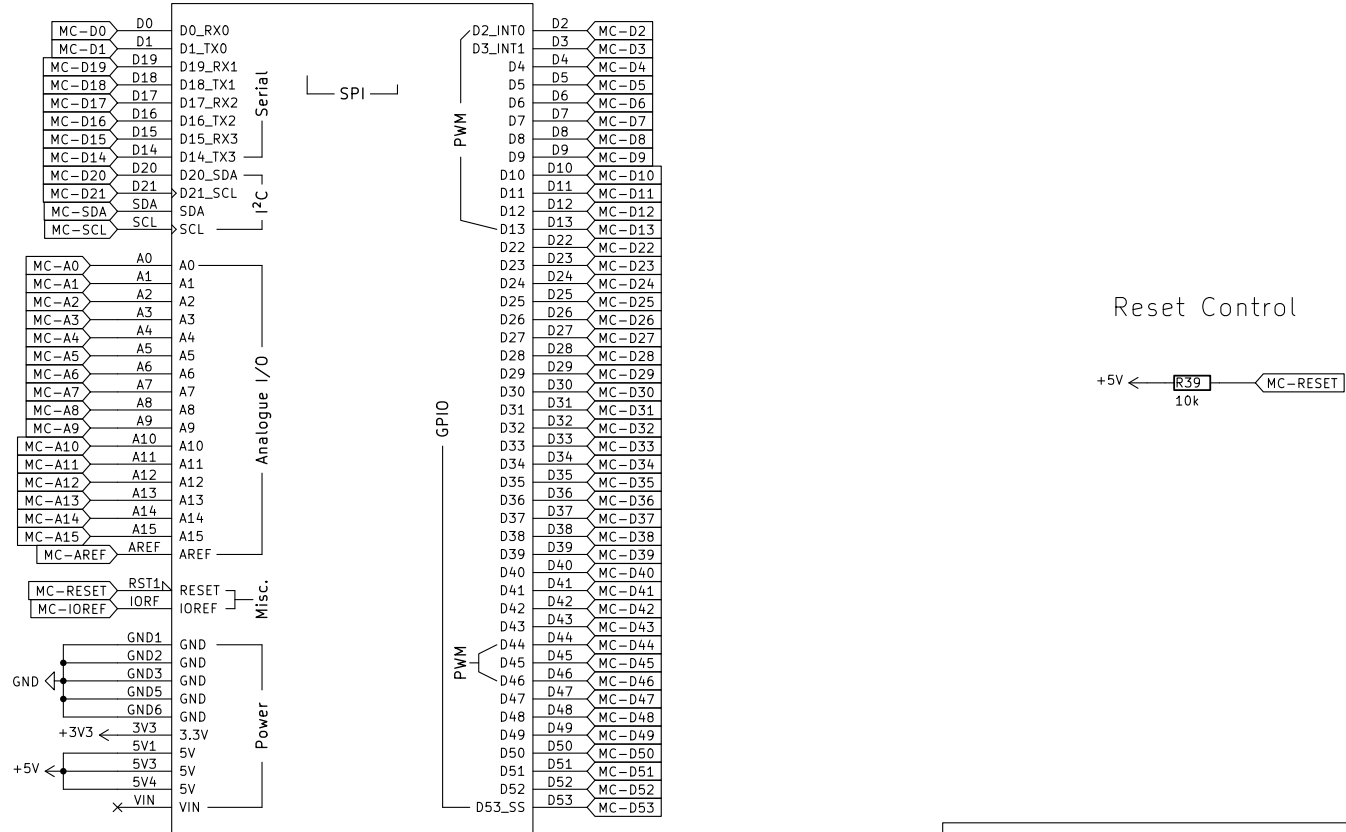 MC-D0 D0 D0_RX0
MC-D1 D1 D1_TX0
MC-D19 D19 D19_RX1
MC-D18 D18 D18_TX1
MC-D17 D17 D17_RX2
MC-D16 D16 D16_TX2
MC-D15 D15 D15_RX3
MC-D14 D14 D14_TX3
Serial
MC-D20 D20 D20_SDA
MC-D21 D21 D21_SCL
MC-SDA SDA SDA
MC-SCL SCL SCL
I²C
SPI
MC-A0 A0 A0
MC-A1 A1 A1
MC-A2 A2 A2
MC-A3 A3 A3
MC-A4 A4 A4
MC-A5 A5 A5
MC-A6 A6 A6
MC-A7 A7 A7
MC-A8 A8 A8
MC-A9 A9 A9
MC-A10 A10 A10
MC-A11 A11 A11
MC-A12 A12 A12
MC-A13 A13 A13
MC-A14 A14 A14
MC-A15 A15 A15
MC-AREF AREF AREF
Analogue I/O
MC-RESET RST1 RESET
MC-IOREF IORF IOREF
Misc.
GND1 GND
GND2 GND
GND GND3 GND
GND5 GND
GND6 GND
+3V3 3V3 3.3V
5V1 5V
+5V 5V3 5V
5V4 5V
VIN VIN
Power
D2_INT0 D2 MC-D2
D3_INT1 D3 MC-D3
D4 D4 MC-D4
D5 D5 MC-D5
D6 D6 MC-D6
D7 D7 MC-D7
D8 D8 MC-D8
D9 D9 MC-D9
D10 D10 MC-D10
D11 D11 MC-D11
D12 D12 MC-D12
D13 D13 MC-D13
PWM
D22 D22 MC-D22
D23 D23 MC-D23
D24 D24 MC-D24
D25 D25 MC-D25
D26 D26 MC-D26
D27 D27 MC-D27
D28 D28 MC-D28
D29 D29 MC-D29
D30 D30 MC-D30
D31 D31 MC-D31
D32 D32 MC-D32
D33 D33 MC-D33
D34 D34 MC-D34
D35 D35 MC-D35
D36 D36 MC-D36
D37 D37 MC-D37
D38 D38 MC-D38
D39 D39 MC-D39
D40 D40 MC-D40
D41 D41 MC-D41
D42 D42 MC-D42
D43 D43 MC-D43
D44 D44 MC-D44
D45 D45 MC-D45
D46 D46 MC-D46
PWM
D47 D47 MC-D47
D48 D48 MC-D48
D49 D49 MC-D49
D50 D50 MC-D50
D51 D51 MC-D51
D52 D52 MC-D52
D53_SS D53 MC-D53
GPIO
Reset Control
+5V R39 MC-RESET
10k